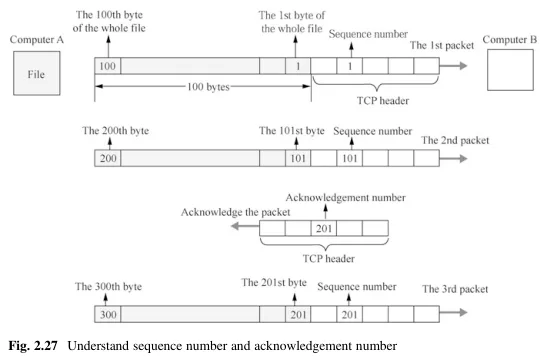 The 100th byte
of the whole file
The 1st byte of
the whole file
Sequence number
The 1st packet
Computer A
Computer B
File
100
1
1
100 bytes
TCP header
The 200th byte
The 101st byte
Sequence number
The 2nd packet
200
101
101
Acknowledgement number
Acknowledge the packet
201
TCP header
The 300th byte
The 201st byte
Sequence number
The 3rd packet
300
201
201
Fig. 2.27 Understand sequence number and acknowledgement number